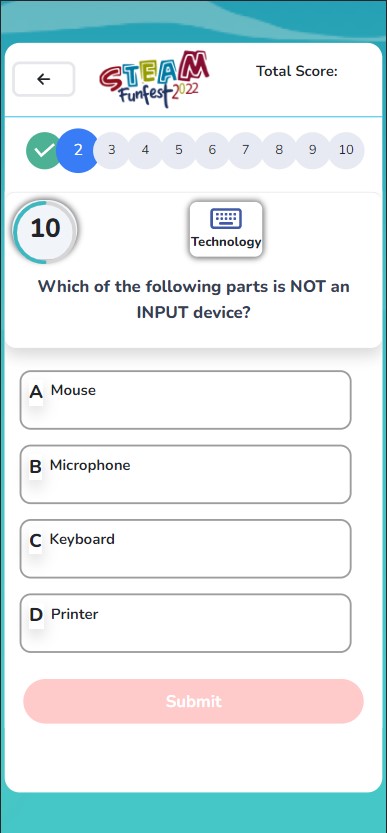 STEAM
Funfest 2022
Total Score:
2 3 4 5 6 7 8 9 10
10
Technology
Which of the following parts is NOT an
INPUT device?
A Mouse
B Microphone
C Keyboard
D Printer
Submit